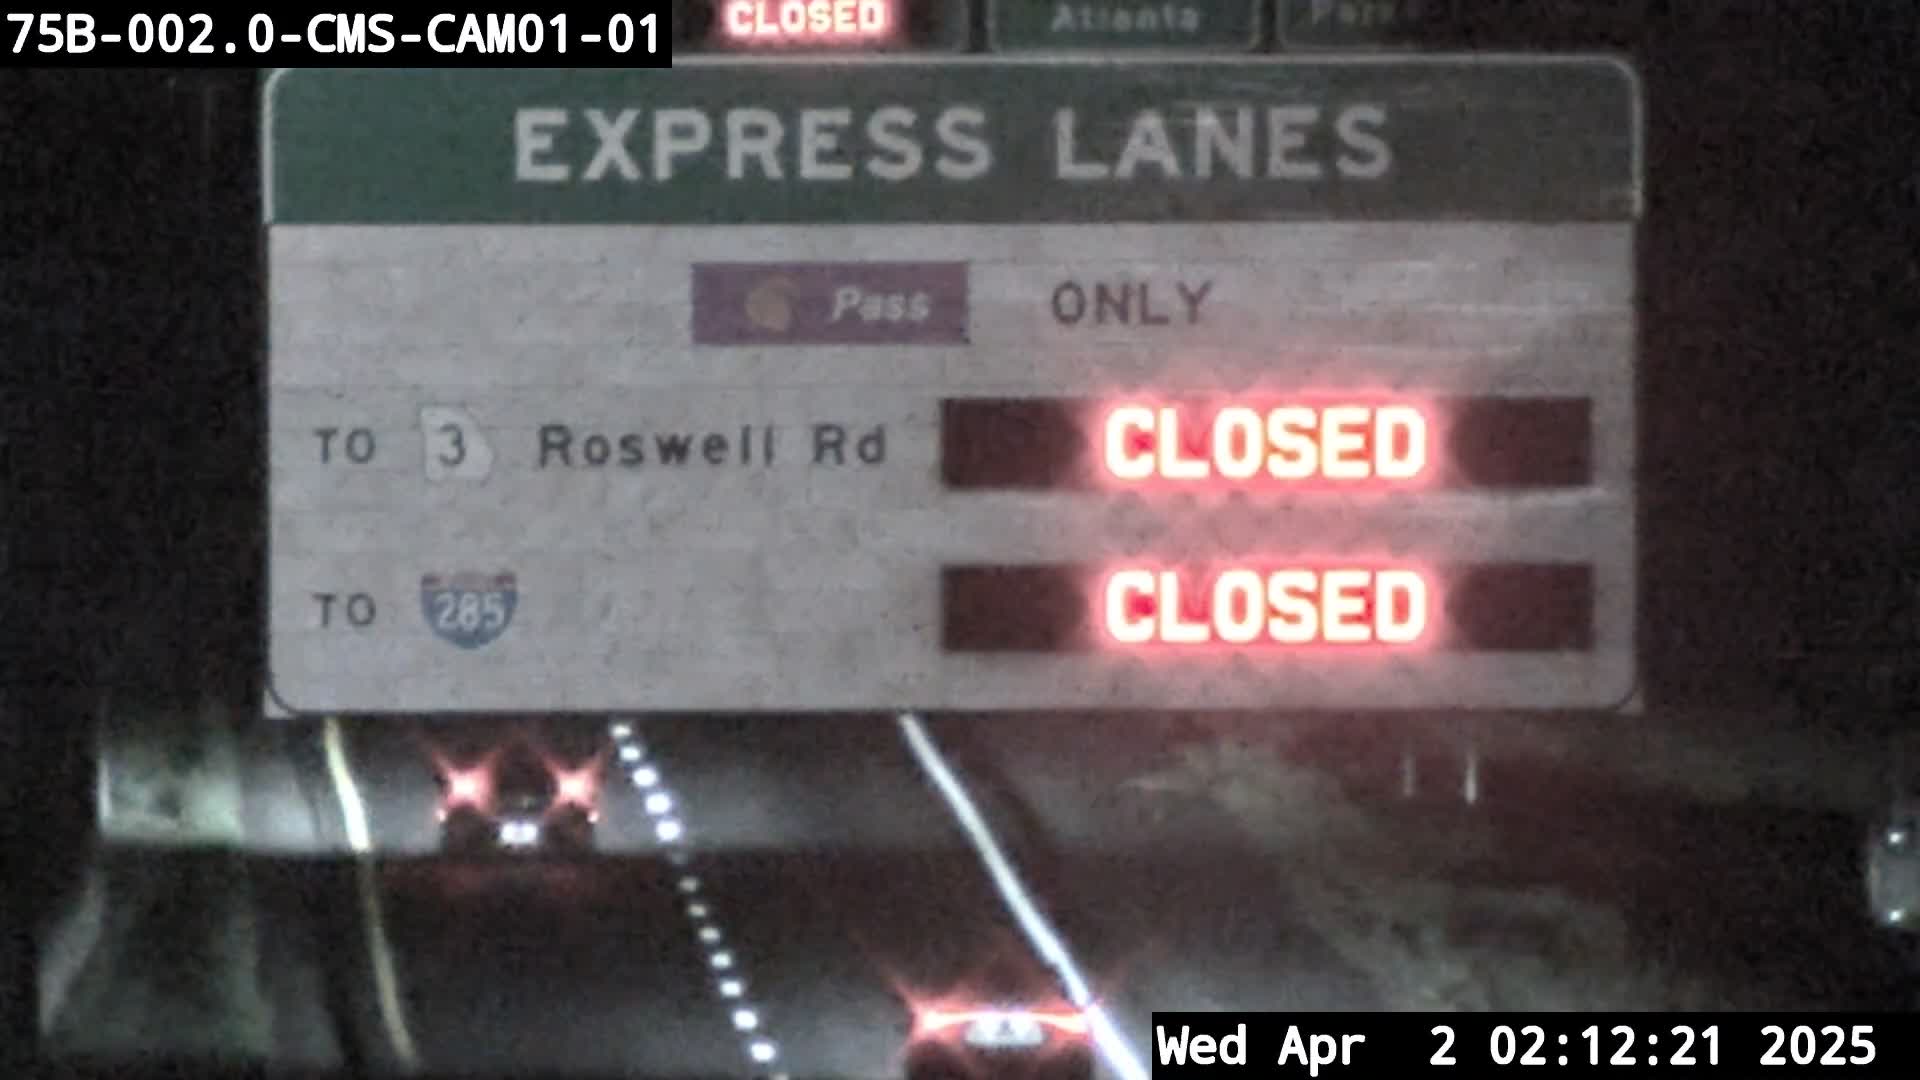 75B-002.0-CMS-CAM01-01
CLOSED
Atlanta
EXPRESS LANES
Pass ONLY
TO 3 Roswell Rd CLOSED
TO 285 CLOSED
Wed Apr 2 02:12:21 2025